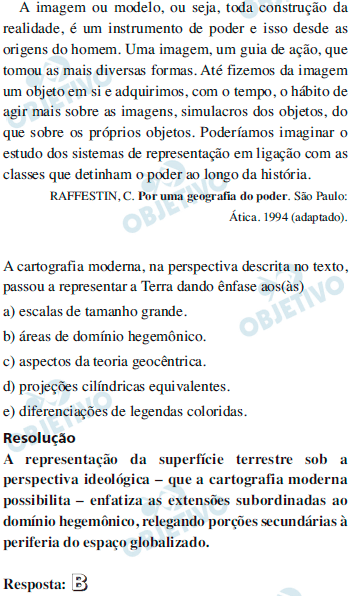 A imagem ou modelo, ou seja, toda construção da
realidade, é um instrumento de poder e isso desde as
origens do homem. Uma imagem, um guia de ação, que
tomou as mais diversas formas. Até fizemos da imagem
um objeto em si e adquirimos, com o tempo, o hábito de
agir mais sobre as imagens, simulacros dos objetos, do
que sobre os próprios objetos. Poderíamos imaginar o
estudo dos sistemas de representação em ligação com as
classes que detinham o poder ao longo da história.
RAFFESTIN, C. Por uma geografia do poder. São Paulo:
Ática. 1994 (adaptado).
A cartografia moderna, na perspectiva descrita no texto,
passou a representar a Terra dando ênfase aos(às)
a) escalas de tamanho grande.
b) áreas de domínio hegemônico.
c) aspectos da teoria geocêntrica.
d) projeções cilíndricas equivalentes.
e) diferenciações de legendas coloridas.
Resolução
A representação da superfície terrestre sob a
perspectiva ideológica – que a cartografia moderna
possibilita – enfatiza as extensões subordinadas ao
domínio hegemônico, relegando porções secundárias à
periferia do espaço globalizado.
Resposta: B
OBJETIVO
OBJETIVO
OBJETIVO
OBJETIVO
OBJETIVO